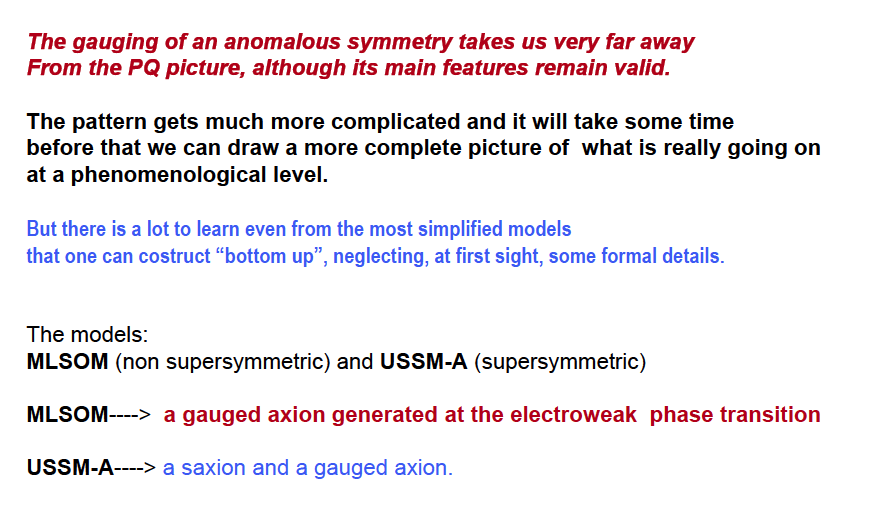 The gauging of an anomalous symmetry takes us very far away
From the PQ picture, although its main features remain valid.
The pattern gets much more complicated and it will take some time
before that we can draw a more complete picture of what is really going on
at a phenomenological level.
But there is a lot to learn even from the most simplified models
that one can costruct “bottom up”, neglecting, at first sight, some formal details.
The models:
MLSOM (non supersymmetric) and USSM-A (supersymmetric)
MLSOM----> a gauged axion generated at the electroweak phase transition
USSM-A----> a saxion and a gauged axion.